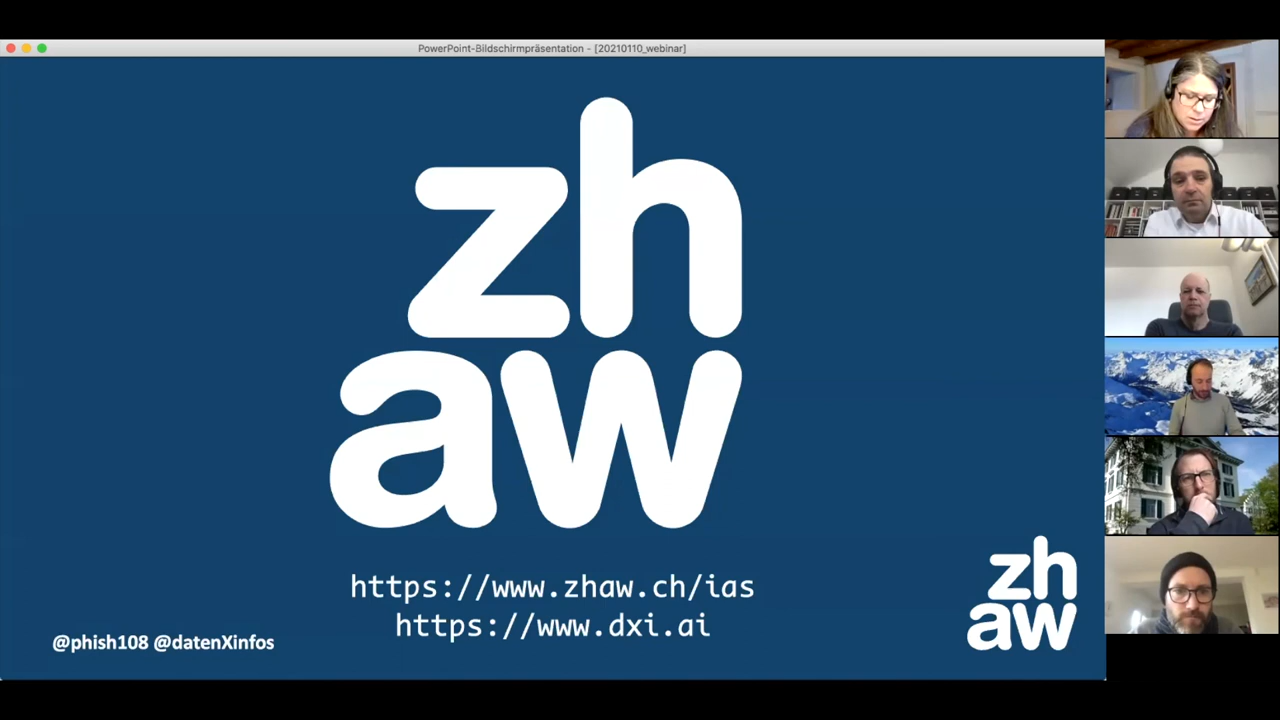 PowerPoint-Bildschirmpräsentation - [20210110_webinar]
zh
aw
https://www.zhaw.ch/ias
https://www.dxi.ai
@phish108 @datenXinfos
zh
aw